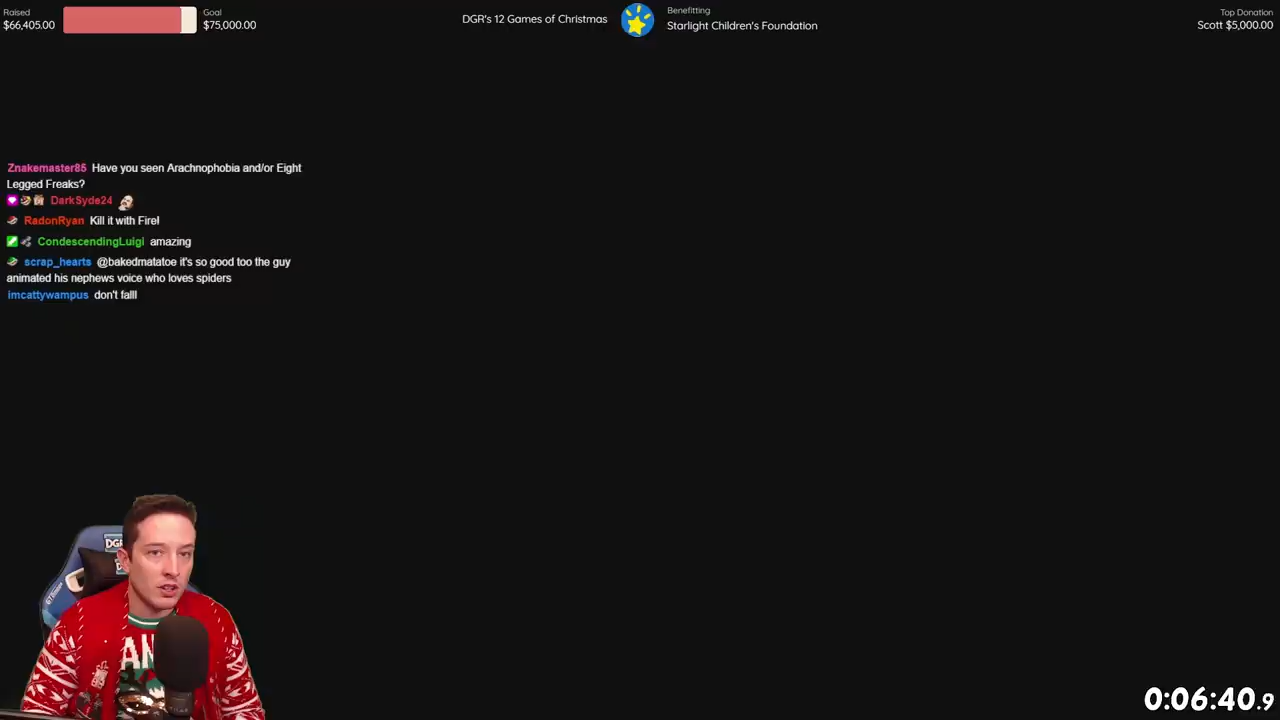 Raised
$66,405.00
Goal
$75,000.00
DGR's 12 Games of Christmas
Benefitting
Starlight Children's Foundation
Top Donation
Scott $5,000.00
Znakemaster85 Have you seen Arachnophobia and/or Eight
Legged Freaks?
DarkSyde24
RadonRyan Kill it with Fire!
CondescendingLuigi amazing
scrap_hearts @bakedmatatoe it's so good too the guy
animated his nephews voice who loves spiders
imcattywampus don't falll
DGR
AN
0:06:40.9